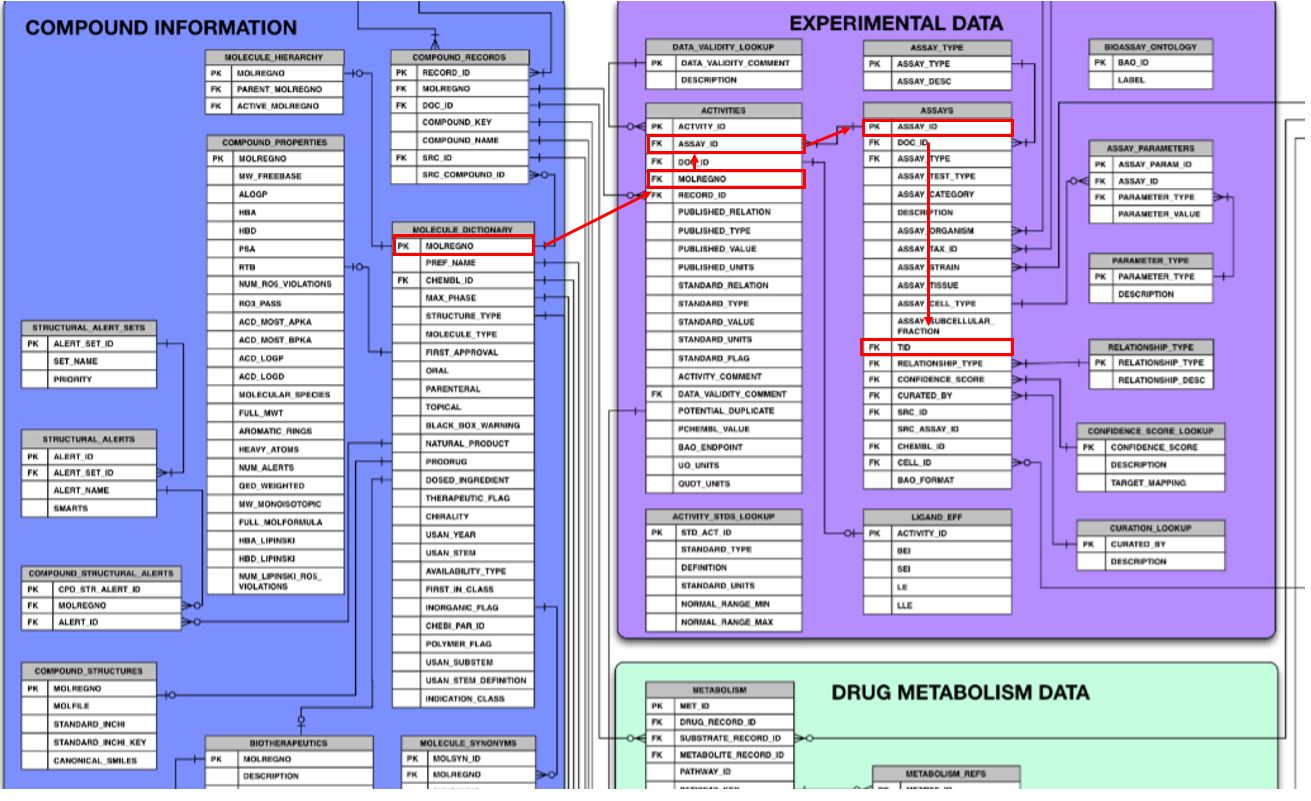 COMPOUND INFORMATION
MOLECULE_HIERARCHY
PK MOLREGNO
FK PARENT_MOLREGNO
FK ACTIVE_MOLREGNO
COMPOUND_PROPERTIES
PK MOLREGNO
MW_FREEBASE
ALOGP
HBA
HBD
PSA
RTB
NUM_RO5_VIOLATIONS
RO3_PASS
ACD_MOST_APKA
ACD_MOST_BPKA
ACD_LOGP
ACD_LOGD
MOLECULAR_SPECIES
FULL_MWT
AROMATIC_RINGS
HEAVY_ATOMS
NUM_ALERTS
QED_WEIGHTED
MW_MONOISOTOPIC
FULL_MOLFORMULA
HBA_LIPINSKI
HBD_LIPINSKI
NUM_LIPINSKI_RO5_
VIOLATIONS
STRUCTURAL_ALERT_SETS
PK ALERT_SET_ID
SET_NAME
PRIORITY
STRUCTURAL_ALERTS
PK ALERT_ID
FK ALERT_SET_ID
ALERT_NAME
SMARTS
COMPOUND_STRUCTURAL_ALERTS
PK CPD_STR_ALERT_ID
FK MOLREGNO
FK ALERT_ID
COMPOUND_STRUCTURES
PK MOLREGNO
MOLFILE
STANDARD_INCHI
STANDARD_INCHI_KEY
CANONICAL_SMILES
BIOTHERAPEUTICS
PK MOLREGNO
DESCRIPTION
COMPOUND_RECORDS
PK RECORD_ID
FK MOLREGNO
FK DOC_ID
COMPOUND_KEY
COMPOUND_NAME
FK SRC_ID
SRC_COMPOUND_ID
MOLECULE_DICTIONARY
PK MOLREGNO
PREF_NAME
FK CHEMBL_ID
MAX_PHASE
STRUCTURE_TYPE
MOLECULE_TYPE
FIRST_APPROVAL
ORAL
PARENTERAL
TOPICAL
BLACK_BOX_WARNING
NATURAL_PRODUCT
PRODRUG
DOSED_INGREDIENT
THERAPEUTIC_FLAG
CHIRALITY
USAN_YEAR
USAN_STEM
AVAILABILITY_TYPE
FIRST_IN_CLASS
INORGANIC_FLAG
CHEBI_PAR_ID
POLYMER_FLAG
USAN_SUBSTEM
USAN_STEM_DEFINITION
INDICATION_CLASS
MOLECULE_SYNONYMS
PK MOLSYN_ID
FK MOLREGNO
EXPERIMENTAL DATA
DATA_VALIDITY_LOOKUP
PK DATA_VALIDITY_COMMENT
DESCRIPTION
ACTIVITIES
PK ACTVITY_ID
FK ASSAY_ID
FK DOC_ID
FK MOLREGNO
FK RECORD_ID
PUBLISHED_RELATION
PUBLISHED_TYPE
PUBLISHED_VALUE
PUBLISHED_UNITS
STANDARD_RELATION
STANDARD_TYPE
STANDARD_VALUE
STANDARD_UNITS
STANDARD_FLAG
ACTIVITY_COMMENT
FK DATA_VALIDITY_COMMENT
POTENTIAL_DUPLICATE
PCHEMBL_VALUE
BAO_ENDPOINT
UO_UNITS
QUDT_UNITS
ACTIVITY_STDS_LOOKUP
PK STD_ACT_ID
STANDARD_TYPE
DEFINITION
STANDARD_UNITS
NORMAL_RANGE_MIN
NORMAL_RANGE_MAX
ASSAY_TYPE
PK ASSAY_TYPE
ASSAY_DESC
ASSAYS
PK ASSAY_ID
FK DOC_ID
FK ASSAY_TYPE
ASSAY_TEST_TYPE
ASSAY_CATEGORY
DESCRIPTION
ASSAY_ORGANISM
ASSAY_TAX_ID
ASSAY_STRAIN
ASSAY_TISSUE
ASSAY_CELL_TYPE
ASSAY_SUBCELLULAR_
FRACTION
FK TID
FK RELATIONSHIP_TYPE
FK CONFIDENCE_SCORE
FK CURATED_BY
FK SRC_ID
SRC_ASSAY_ID
FK CHEMBL_ID
FK CELL_ID
BAO_FORMAT
LIGAND_EFF
PK ACTIVITY_ID
BEI
SEI
LE
LLE
BIOASSAY_ONTOLOGY
PK BAO_ID
LABEL
ASSAY_PARAMETERS
PK ASSAY_PARAM_ID
FK ASSAY_ID
FK PARAMETER_TYPE
PARAMETER_VALUE
PARAMETER_TYPE
PK PARAMETER_TYPE
DESCRIPTION
RELATIONSHIP_TYPE
PK RELATIONSHIP_TYPE
RELATIONSHIP_DESC
CONFIDENCE_SCORE_LOOKUP
PK CONFIDENCE_SCORE
DESCRIPTION
TARGET_MAPPING
CURATION_LOOKUP
PK CURATED_BY
DESCRIPTION
DRUG METABOLISM DATA
METABOLISM
PK MET_ID
FK DRUG_RECORD_ID
FK SUBSTRATE_RECORD_ID
FK METABOLITE_RECORD_ID
PATHWAY_ID
METABOLISM_REFS